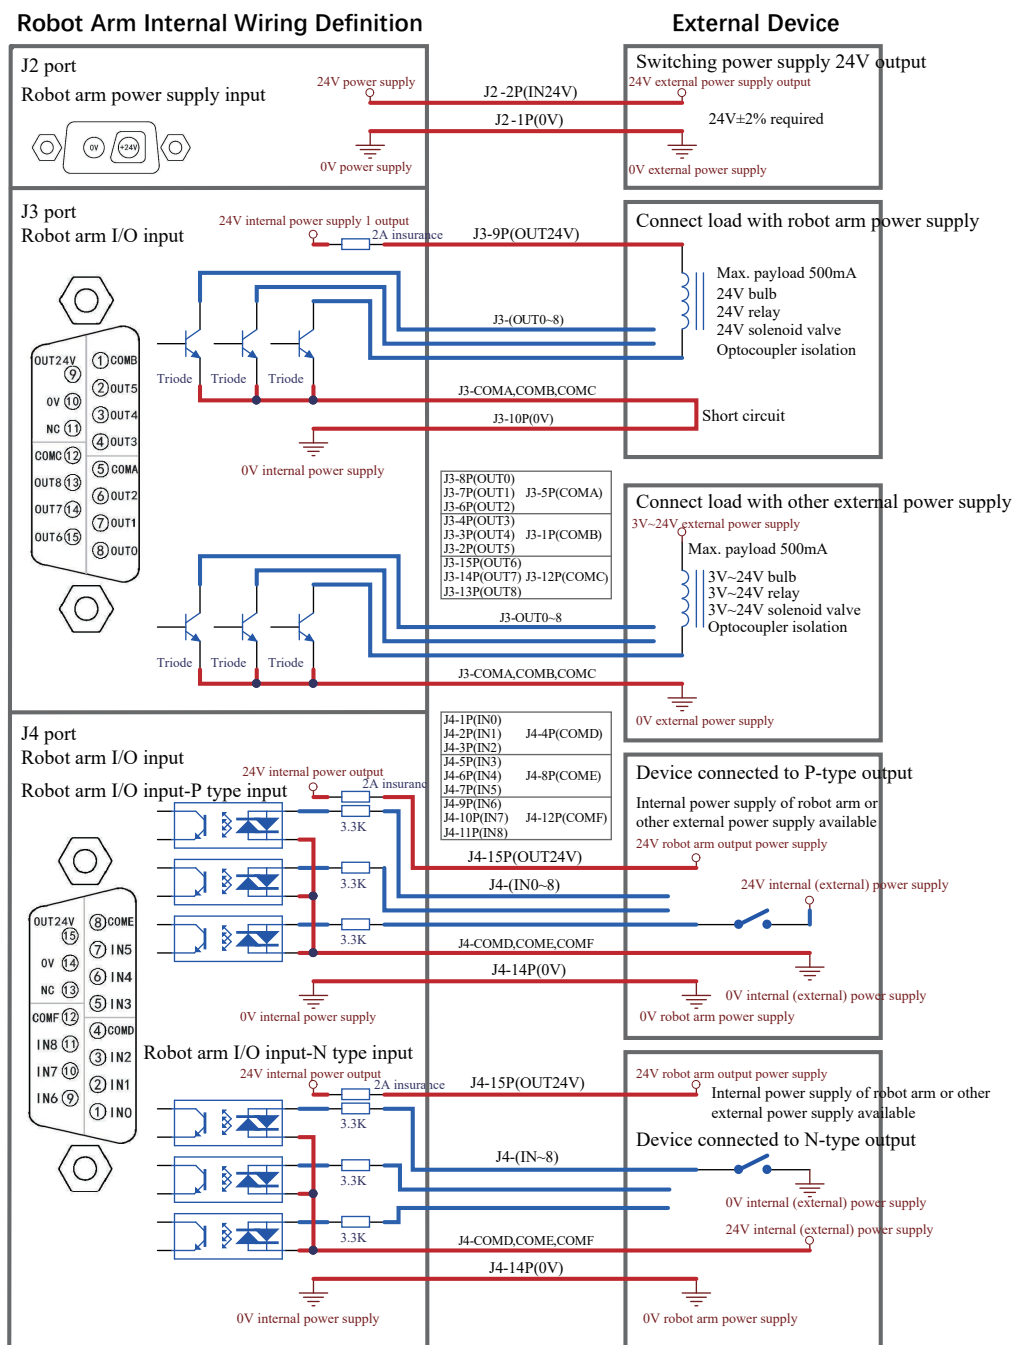 Robot Arm Internal Wiring Definition
External Device
J2 port
Robot arm power supply input
0V
+24V
24V power supply
0V power supply
J2-2P(IN24V)
J2-1P(0V)
Switching power supply 24V output
24V external power supply output
24V±2% required
0V external power supply
J3 port
Robot arm I/O input
24V internal power supply 1 output
2A insurance
J3-9P(OUT24V)
Connect load with robot arm power supply
Max. payload 500mA
24V bulb
24V relay
24V solenoid valve
Optocoupler isolation
J3-(OUT0~8)
Triode
Triode
Triode
J3-COMA,COMB,COMC
J3-10P(0V)
Short circuit
0V internal power supply
OUT24V
9
1 COMB
2 OUT5
0V 10
3 OUT4
NC 11
4 OUT3
COMC 12
5 COMA
OUT8 13
6 OUT2
OUT7 14
7 OUT1
OUT6 15
8 OUT0
J3-8P(OUT0)
J3-7P(OUT1) J3-5P(COMA)
J3-6P(OUT2)
J3-4P(OUT3)
J3-3P(OUT4) J3-1P(COMB)
J3-2P(OUT5)
J3-15P(OUT6)
J3-14P(OUT7) J3-12P(COMC)
J3-13P(OUT8)
Connect load with other external power supply
3V~24V external power supply
Max. payload 500mA
3V~24V bulb
3V~24V relay
3V~24V solenoid valve
Optocoupler isolation
J3-OUT0~8
Triode
Triode
Triode
J3-COMA,COMB,COMC
0V external power supply
J4 port
Robot arm I/O input
Robot arm I/O input-P type input
24V internal power output
2A insuranc
3.3K
3.3K
3.3K
J4-1P(IN0)
J4-2P(IN1) J4-4P(COMD)
J4-3P(IN2)
J4-5P(IN3)
J4-6P(IN4) J4-8P(COME)
J4-7P(IN5)
J4-9P(IN6)
J4-10P(IN7) J4-12P(COMF)
J4-11P(IN8)
J4-15P(OUT24V)
J4-(IN0~8)
J4-COMD,COME,COMF
J4-14P(0V)
0V internal power supply
Device connected to P-type output
Internal power supply of robot arm or
other external power supply available
24V robot arm output power supply
24V internal (external) power supply
0V internal (external) power supply
0V robot arm power supply
OUT24V
15
8 COME
7 IN5
0V 14
6 IN4
NC 13
5 IN3
COMF 12
4 COMD
IN8 11
3 IN2
IN7 10
2 IN1
IN6 9
1 IN0
Robot arm I/O input-N type input
24V internal power output
2A insurance
3.3K
3.3K
3.3K
J4-15P(OUT24V)
J4-(IN~8)
J4-COMD,COME,COMF
J4-14P(0V)
0V internal power supply
24V robot arm output power supply
Internal power supply of robot arm or other
external power supply available
Device connected to N-type output
0V internal (external) power supply
24V internal (external) power supply
0V robot arm power supply